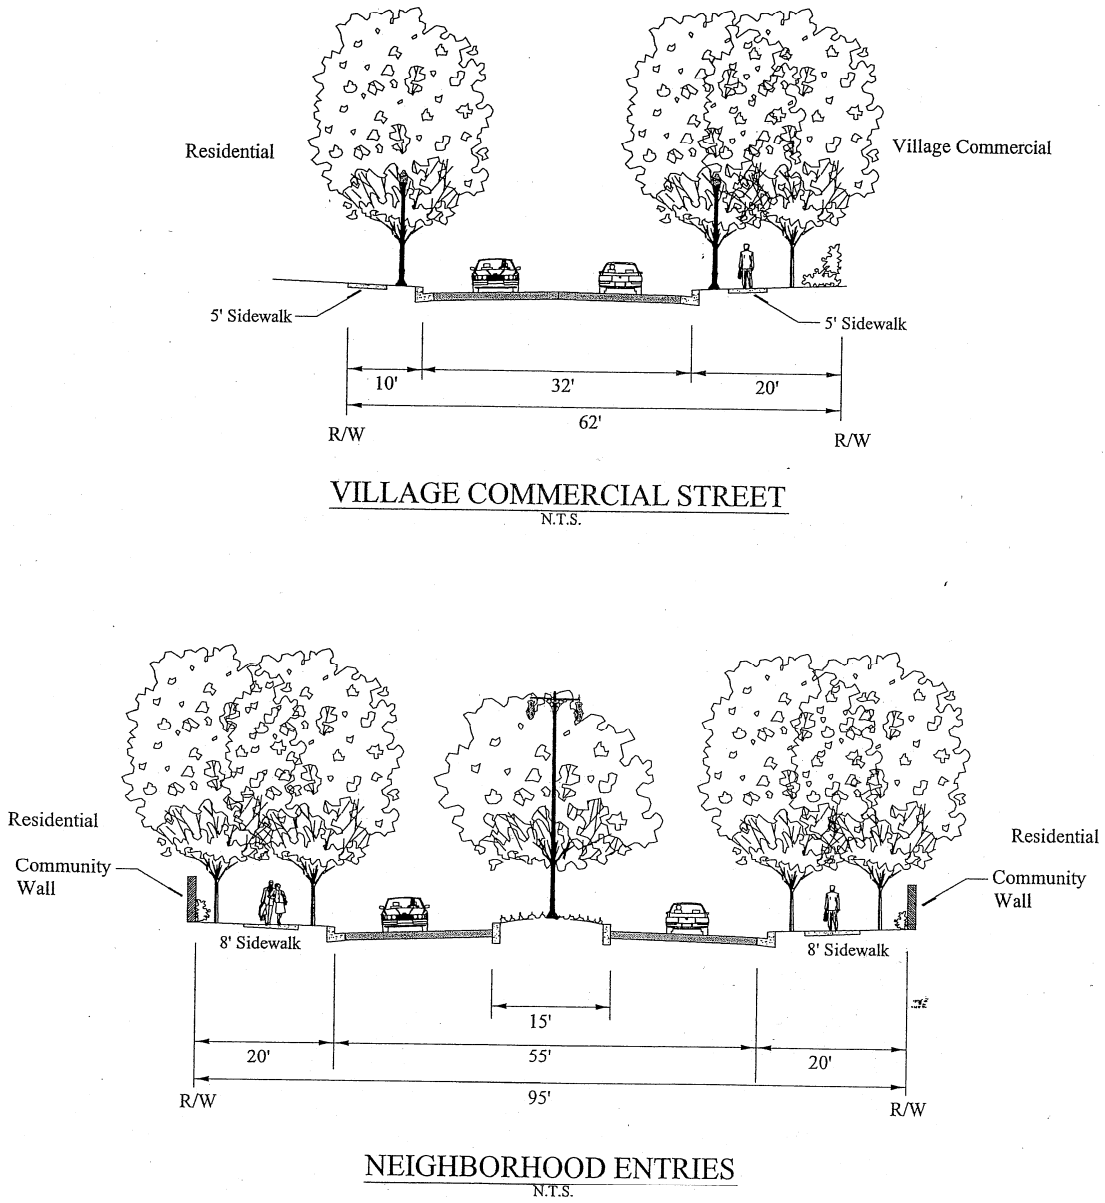 Residential
Village Commercial
5' Sidewalk
5' Sidewalk
10'
32'
20'
62'
R/W
R/W
VILLAGE COMMERCIAL STREET
N.T.S.
Residential
Residential
Community
Wall
Community
Wall
8' Sidewalk
8' Sidewalk
15'
20'
55'
20'
95'
R/W
R/W
NEIGHBORHOOD ENTRIES
N.T.S.